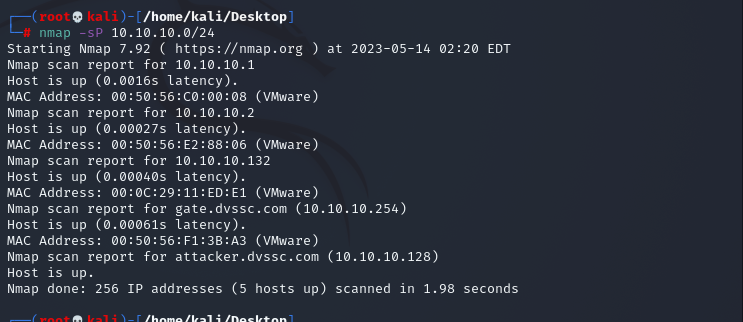 ┌──(root💀kali)-[/home/kali/Desktop]
└─# nmap -sP 10.10.10.0/24
Starting Nmap 7.92 ( https://nmap.org ) at 2023-05-14 02:20 EDT
Nmap scan report for 10.10.10.1
Host is up (0.0016s latency).
MAC Address: 00:50:56:C0:00:08 (VMware)
Nmap scan report for 10.10.10.2
Host is up (0.00027s latency).
MAC Address: 00:50:56:E2:88:06 (VMware)
Nmap scan report for 10.10.10.132
Host is up (0.00040s latency).
MAC Address: 00:0C:29:11:ED:E1 (VMware)
Nmap scan report for gate.dvssc.com (10.10.10.254)
Host is up (0.00061s latency).
MAC Address: 00:50:56:F1:3B:A3 (VMware)
Nmap scan report for attacker.dvssc.com (10.10.10.128)
Host is up.
Nmap done: 256 IP addresses (5 hosts up) scanned in 1.98 seconds
┌──(root💀kali)-[/home/kali/Desktop]